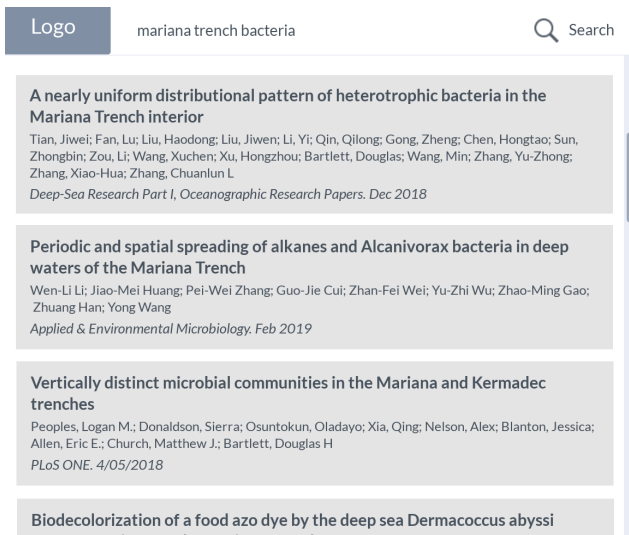 Logo
mariana trench bacteria
Search
A nearly uniform distributional pattern of heterotrophic bacteria in the
Mariana Trench interior
Tian, Jiwei; Fan, Lu; Liu, Haodong; Liu, Jiwen; Li, Yi; Qin, Qilong; Gong, Zheng; Chen, Hongtao; Sun,
Zhongbin; Zou, Li; Wang, Xuchen; Xu, Hongzhou; Bartlett, Douglas; Wang, Min; Zhang, Yu-Zhong;
Zhang, Xiao-Hua; Zhang, Chuanlun L
Deep-Sea Research Part I, Oceanographic Research Papers. Dec 2018
Periodic and spatial spreading of alkanes and Alcanivorax bacteria in deep
waters of the Mariana Trench
Wen-Li Li; Jiao-Mei Huang; Pei-Wei Zhang; Guo-Jie Cui; Zhan-Fei Wei; Yu-Zhi Wu; Zhao-Ming Gao;
Zhuang Han; Yong Wang
Applied & Environmental Microbiology. Feb 2019
Vertically distinct microbial communities in the Mariana and Kermadec
trenches
Peoples, Logan M.; Donaldson, Sierra; Osuntokun, Oladayo; Xia, Qing; Nelson, Alex; Blanton, Jessica;
Allen, Eric E.; Church, Matthew J.; Bartlett, Douglas H
PLoS ONE. 4/05/2018
Biodecolorization of a food azo dye by the deep sea Dermacoccus abyssi